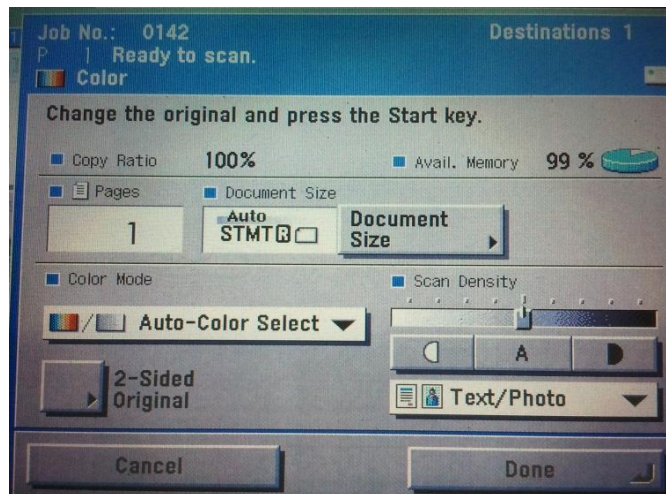 Job No.: 0142 Destinations 1
P 1 Ready to scan.
Color
Change the original and press the Start key.
Copy Ratio 100% Avail. Memory 99 %
Pages Document Size
1 Auto STMTR Document Size
Color Mode Scan Density
Auto-Color Select
A
2-Sided Original
Text/Photo
Cancel Done